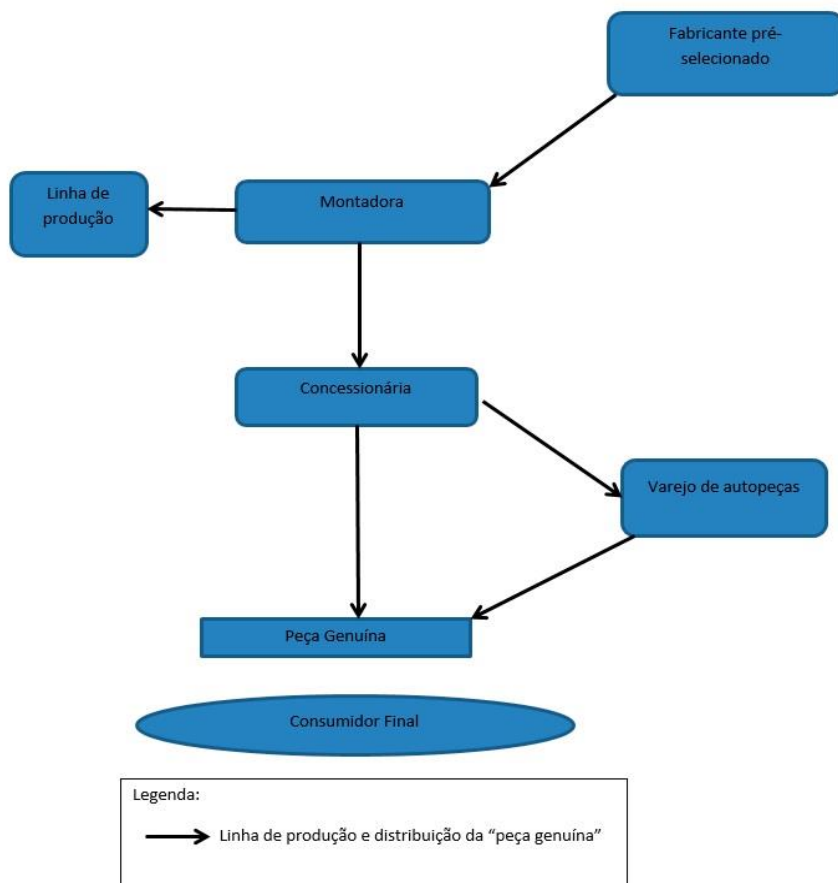 Fabricante pré-
selecionado
Linha de
produção
Montadora
Concessionária
Varejo de autopeças
Peça Genuína
Consumidor Final
Legenda:
Linha de produção e distribuição da “peça genuína”